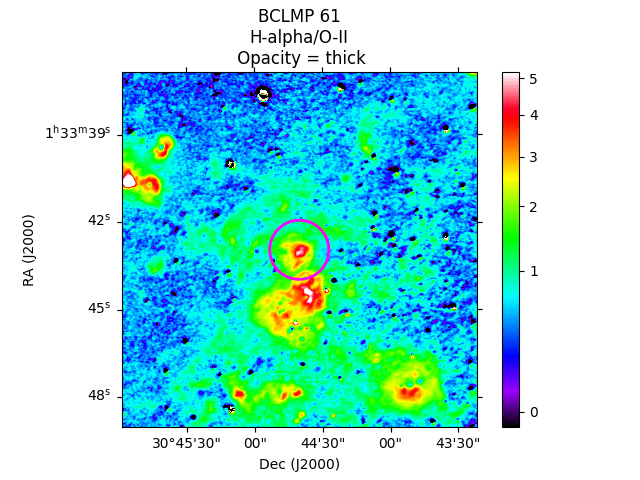 BCLMP 61
H-alpha/O-II
Opacity = thick
1ʰ33ᵐ39ˢ
42ˢ
45ˢ
48ˢ
RA (J2000)
30°45'30" 00" 44'30" 00" 43'30"
Dec (J2000)
5
4
3
2
1
0